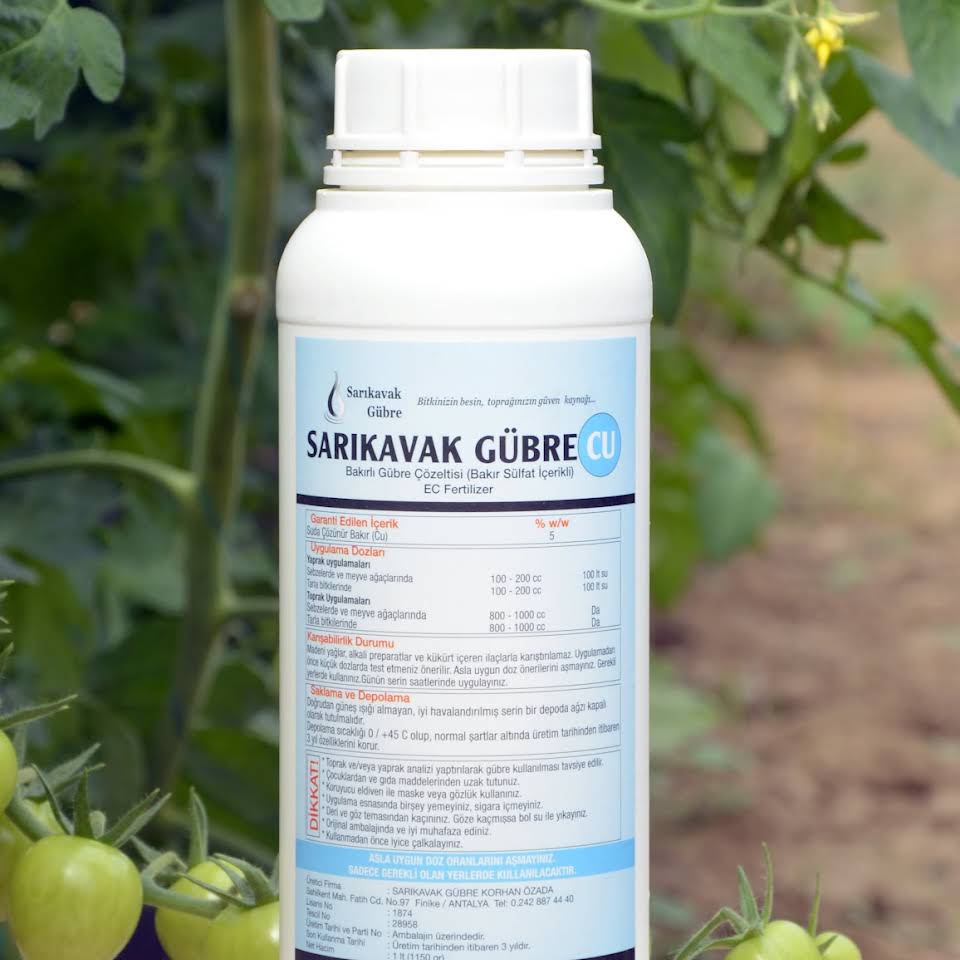 Sarıkavak
Gübre
Bitkinizin besin, toprağınızın güven kaynağı...
SARIKAVAK GÜBRE CU
Bakırlı Gübre Çözeltisi (Bakır Sülfat İçerikli)
EC Fertilizer
Garanti Edilen İçerik % w/w
Suda Çözünür Bakır (Cu) 5
Uygulama Dozları
Yaprak uygulamaları
Sebzelerde ve meyve ağaçlarında 100 - 200 cc 100 lt su
Tarla bitkilerinde 100 - 200 cc 100 lt su
Toprak Uygulamaları
Sebzelerde ve meyve ağaçlarında 800 - 1000 cc Da
Tarla bitkilerinde 800 - 1000 cc Da
Karışabilirlik Durumu
Madeni yağlar, alkali preparatlar ve kükürt içeren ilaçlarla karıştırılamaz. Uygulamadan
önce küçük dozlarda test etmeniz önerilir. Asla uygun doz önerilerini aşmayınız. Gerekli
yerlerde kullanınız.Günün serin saatlerinde uygulayınız.
Saklama ve Depolama
Doğrudan güneş ışığı almayan, iyi havalandırılmış serin bir depoda ağzı kapalı
olarak tutulmalıdır.
Depolama sıcaklığı 0 / +45 C olup, normal şartlar altında üretim tarihinden itibaren
3 yıl özelliklerini korur.
DİKKAT!
* Toprak ve/veya yaprak analizi yaptırılarak gübre kullanılması tavsiye edilir.
* Çocuklardan ve gıda maddelerinden uzak tutunuz.
* Koruyucu eldiven ile maske veya gözlük kullanınız.
* Uygulama esnasında birşey yemeyiniz, sigara içmeyiniz.
* Deri ve göz temasından kaçınınız. Göze kaçmışsa bol su ile yıkayınız.
* Orijinal ambalajında ve iyi muhafaza ediniz.
* Kullanmadan önce iyice çalkalayınız.
ASLA UYGUN DOZ ORANLARINI AŞMAYINIZ.
SADECE GEREKLİ OLAN YERLERDE KULLANILACAKTIR.
Üretici Firma : SARIKAVAK GÜBRE KORHAN ÖZADA
Sahilkent Mah. Fatih Cd. No.97 Finike / ANTALYA Tel: 0.242 887 44 40
Lisans No : 1874
Tescil No : 28958
Üretim Tarihi ve Parti No : Ambalajın üzerindedir.
Son Kullanma Tarihi : Üretim tarihinden itibaren 3 yıldır.
Net Hacim : 1 lt (1150 gr)